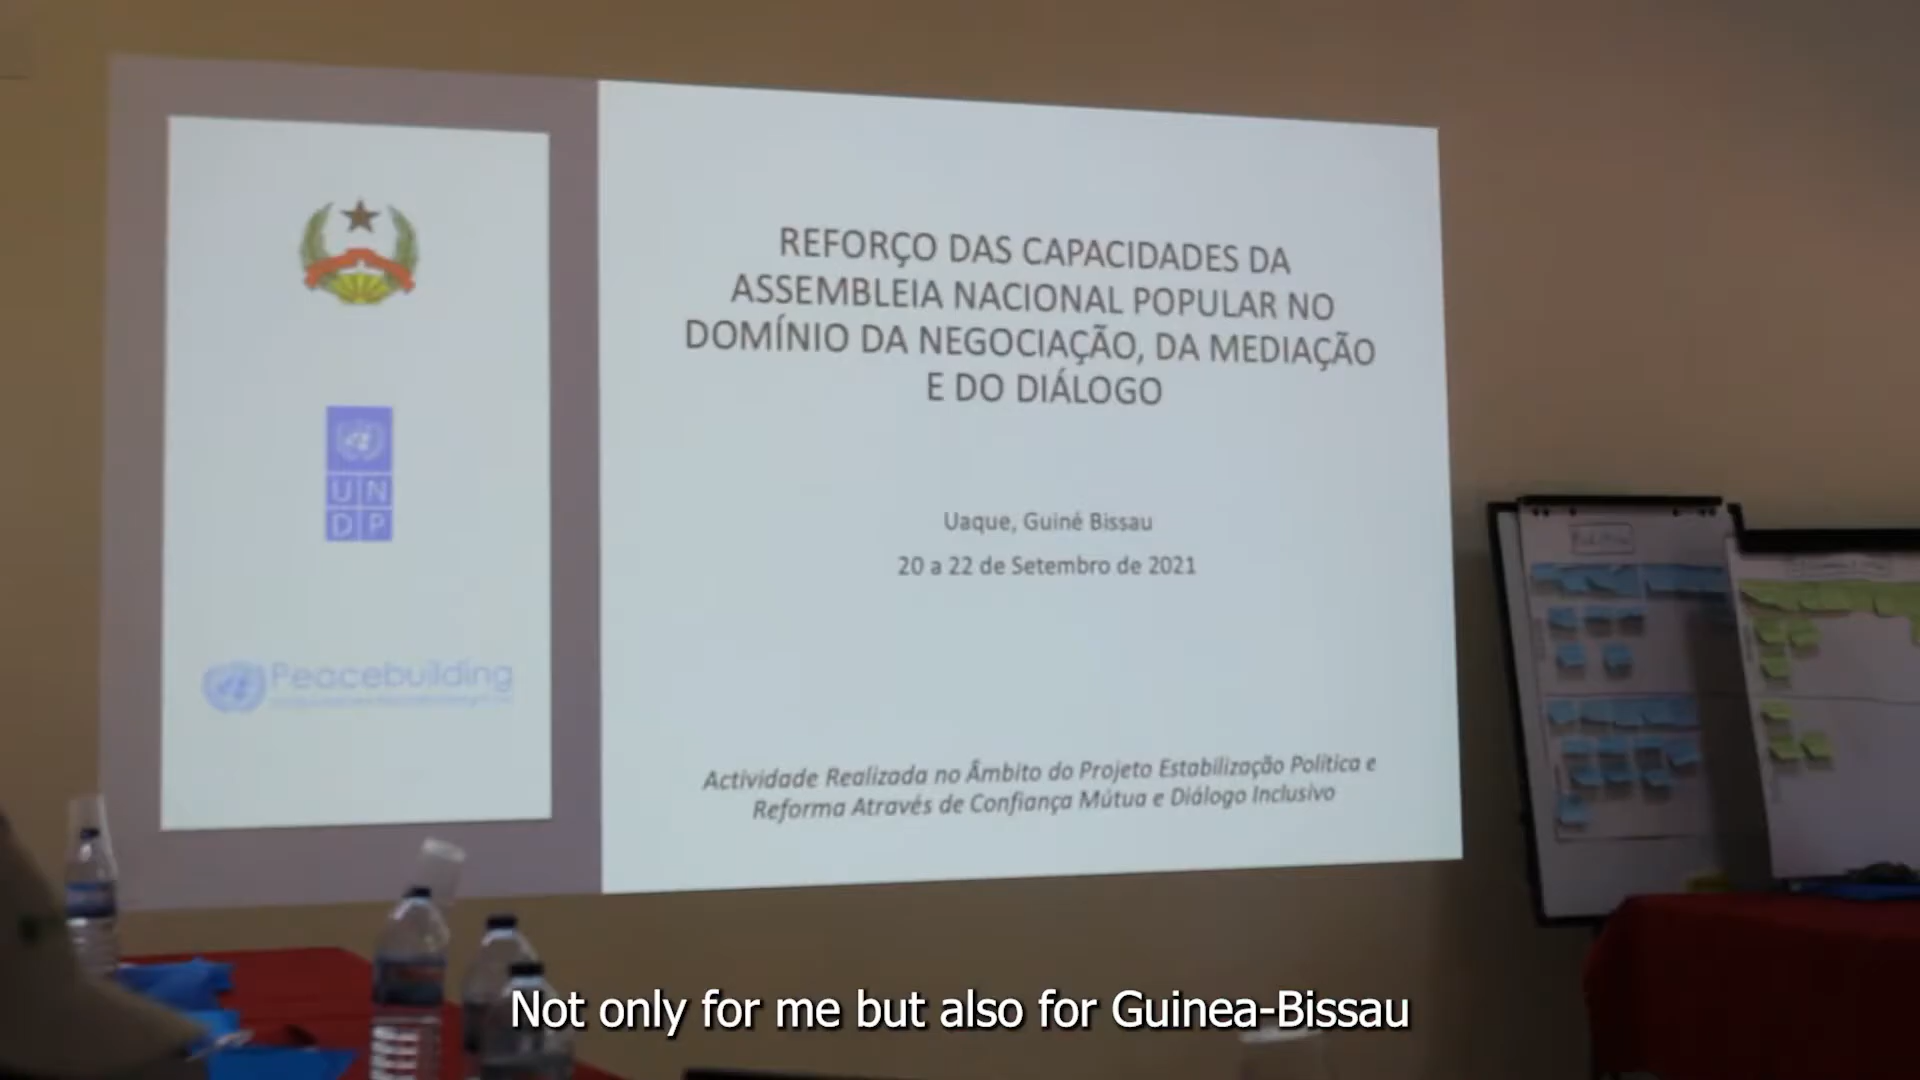 REFORÇO DAS CAPACIDADES DA
ASSEMBLEIA NACIONAL POPULAR NO
DOMÍNIO DA NEGOCIAÇÃO, DA MEDIAÇÃO
E DO DIÁLOGO
Uaque, Guiné Bissau
20 a 22 de Setembro de 2021
Actividade Realizada no Âmbito do Projeto Estabilização Política e
Reforma Através de Confiança Mútua e Diálogo Inclusivo
UN
DP
Peacebuilding
Not only for me but also for Guinea-Bissau